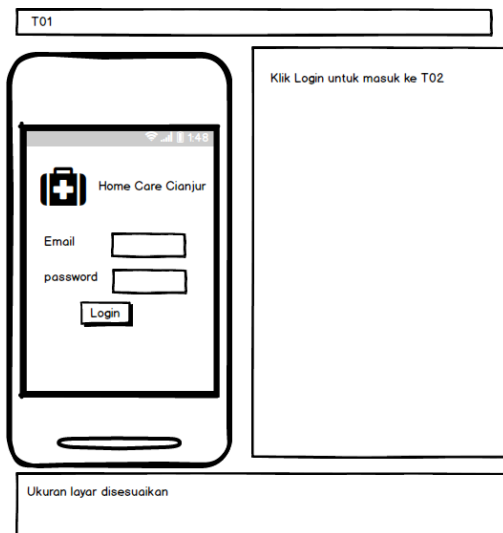 T01
Klik Login untuk masuk ke T02
1:48
Home Care Cianjur
Email
password
Login
Ukuran layar disesuaikan